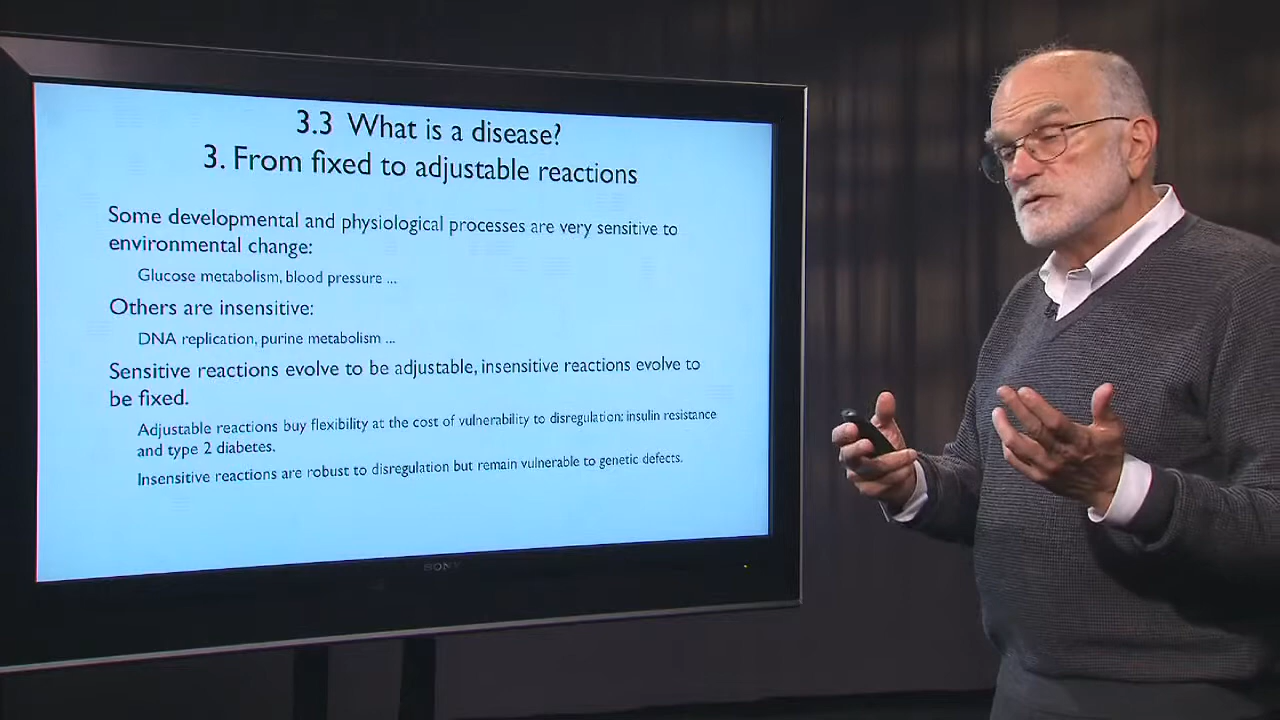 3.3 What is a disease?
3. From fixed to adjustable reactions
Some developmental and physiological processes are very sensitive to
environmental change:
Glucose metabolism, blood pressure ...
Others are insensitive:
DNA replication, purine metabolism ...
Sensitive reactions evolve to be adjustable, insensitive reactions evolve to
be fixed.
Adjustable reactions buy flexibility at the cost of vulnerability to disregulation: insulin resistance
and type 2 diabetes.
Insensitive reactions are robust to disregulation but remain vulnerable to genetic defects.
SONY